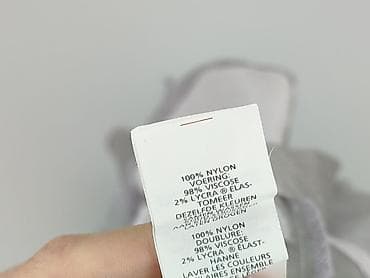 100% NYLON
VOERING:
98% VISCOSE
2% LYCRA ® ELAS-
TOMEER
DEZELFDE KLEUREN
100% NYLON
DOUBLURE:
98% VISCOSE
2% LYCRA ® ELAST-
HANNE
LAVER LES COULEURS
ENSEMBLE